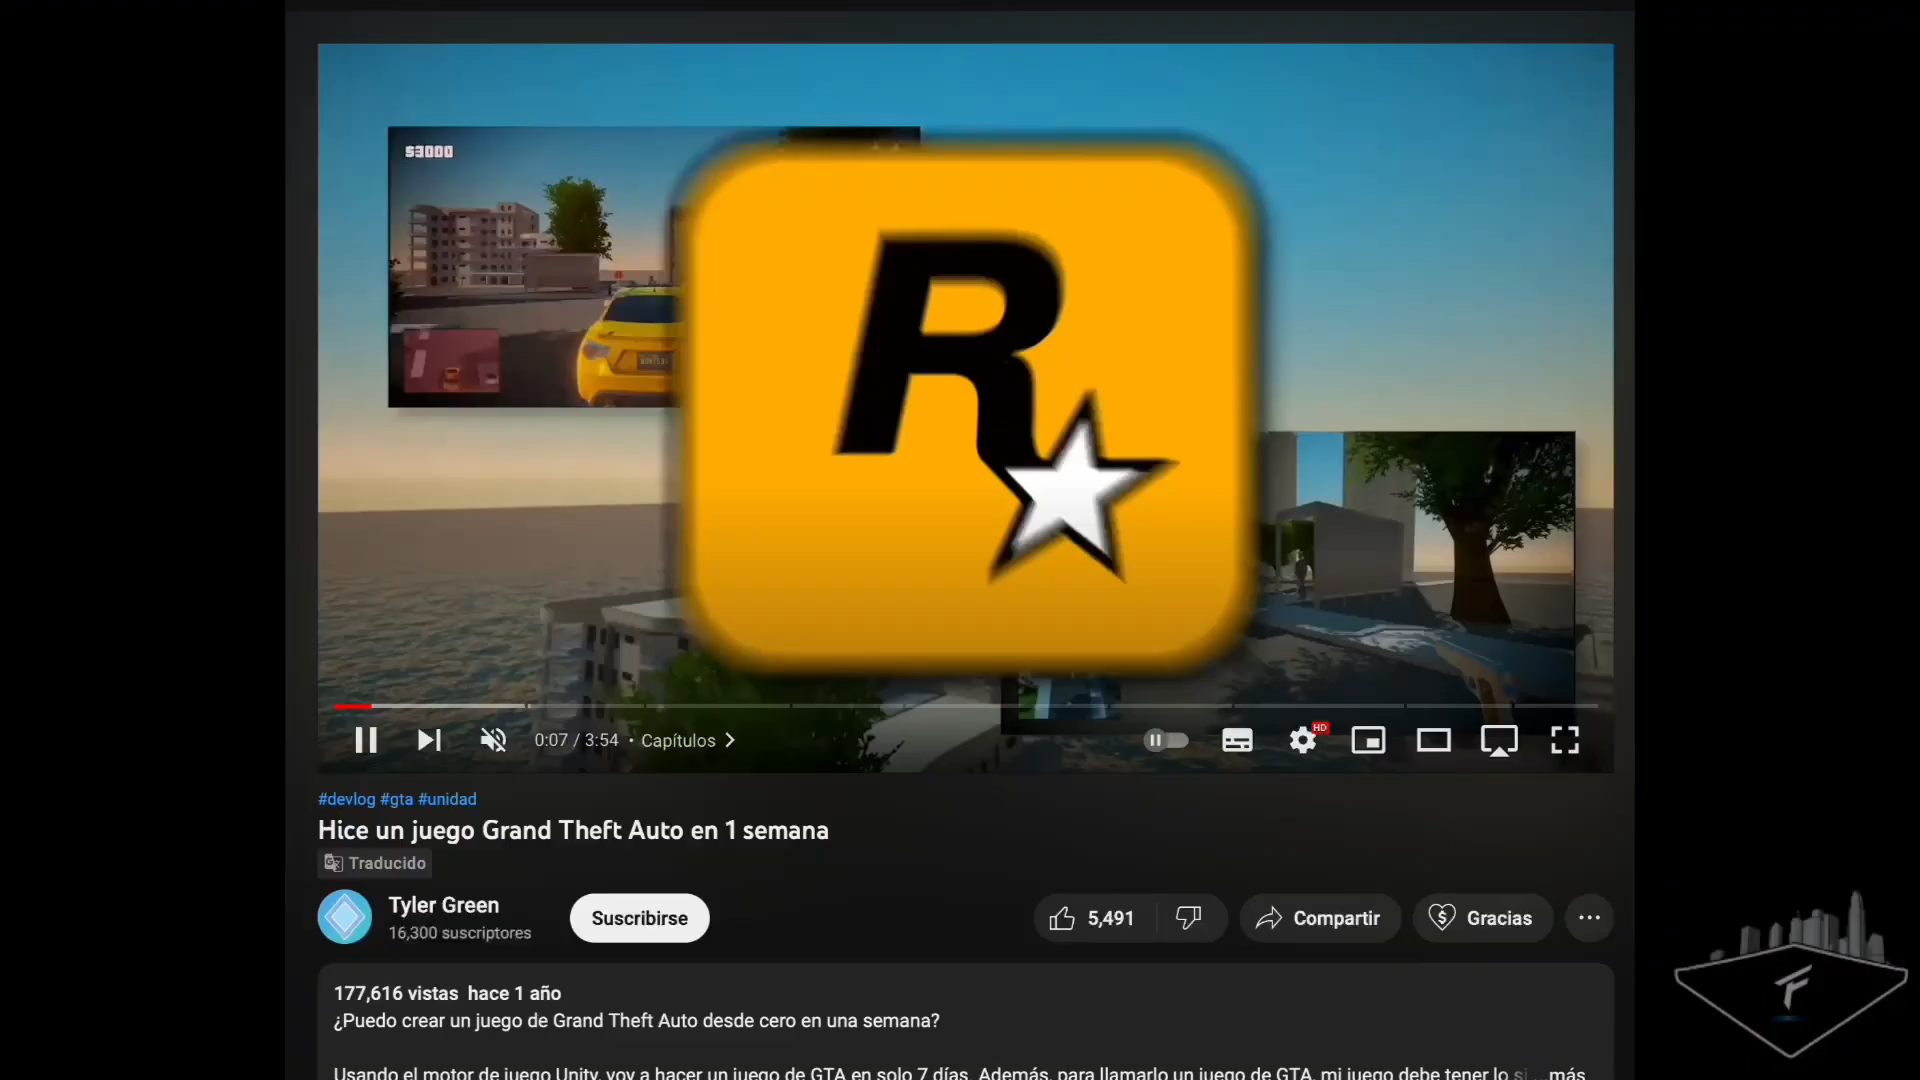 $3000
R
0:07 / 3:54 • Capítulos
HD
#devlog #gta #unidad
Hice un juego Grand Theft Auto en 1 semana
Traducido
Tyler Green
16,300 suscriptores
Suscribirse
5,491
Compartir
Gracias
177,616 vistas hace 1 año
¿Puedo crear un juego de Grand Theft Auto desde cero en una semana?
Usando el motor de juego Unity, voy a hacer un juego de GTA en solo 7 días. Además, para llamarlo un juego de GTA, mi juego debe tener lo si ...más
F